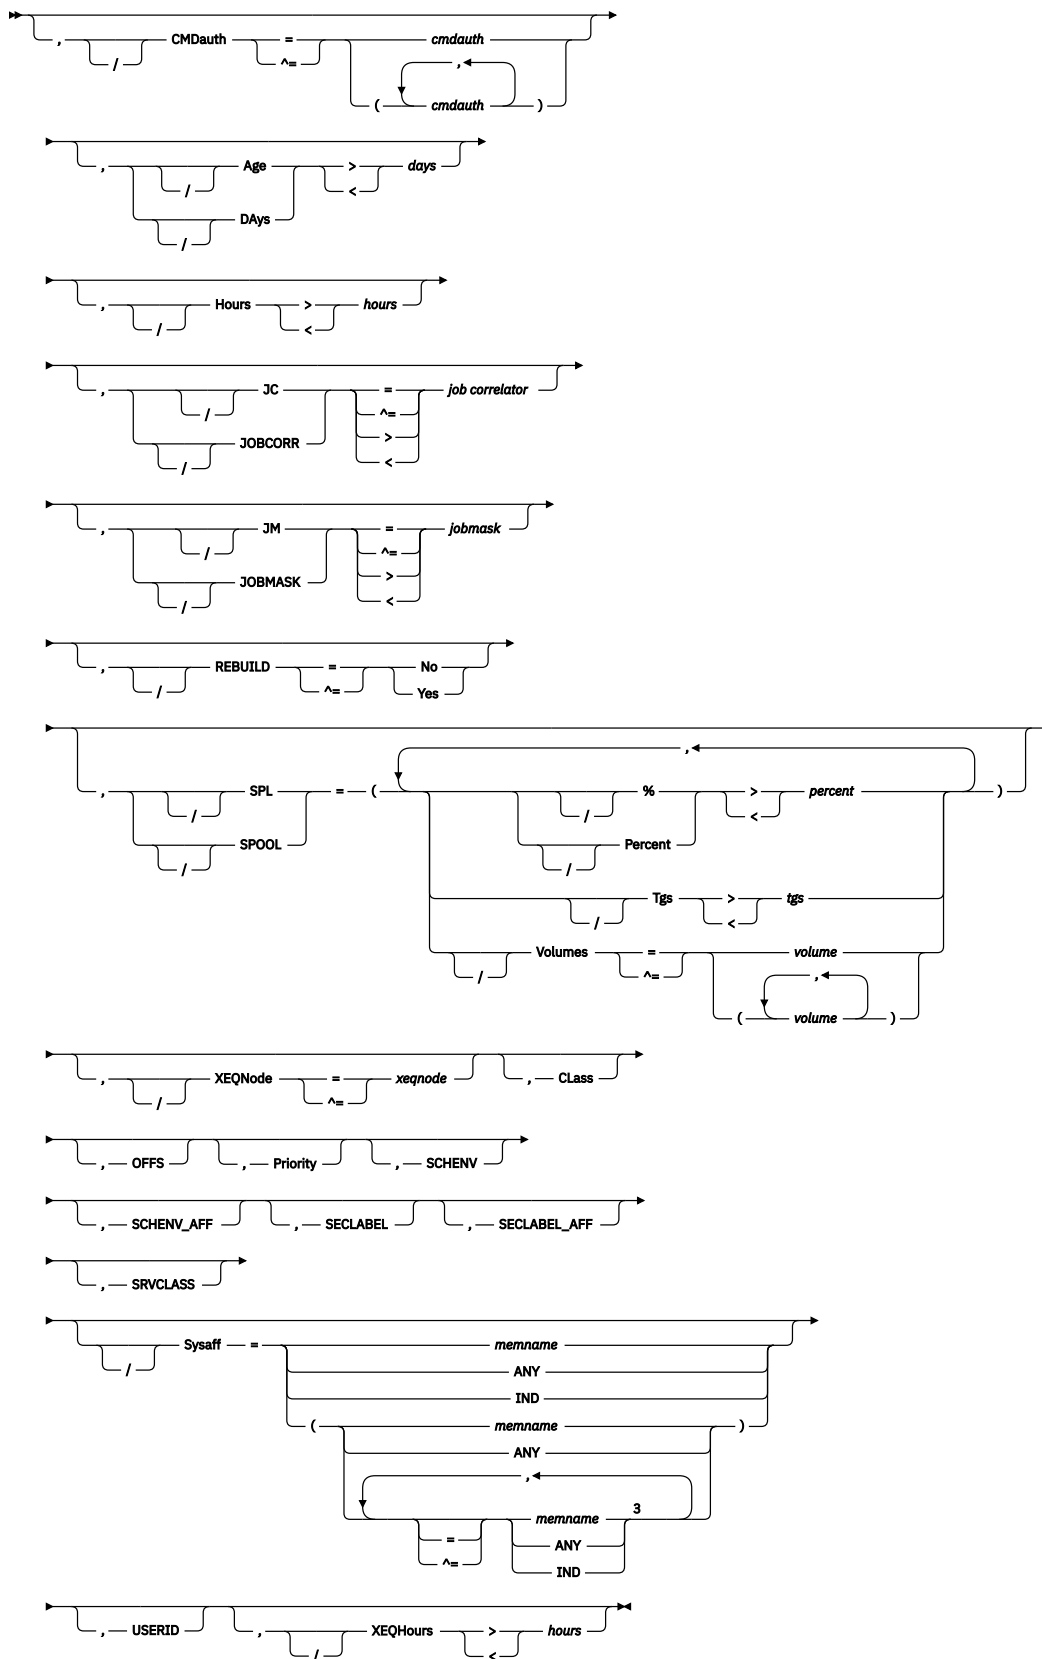 , / CMDauth = cmdauth
^=
,
( cmdauth )
, / Age > days
<
/ DAys
, / Hours > hours
<
, / JC = job correlator
^=
/ JOBCORR >
<
, / JM = jobmask
^=
/ JOBMASK >
<
, / REBUILD = No
^= Yes
,
, / SPL = ( / % > percent )
<
/ SPOOL / Percent
/ Tgs > tgs
<
/ Volumes = volume
^= ,
( volume )
, / XEQNode = xeqnode , CLass
^=
, OFFS , Priority , SCHENV
, SCHENV_AFF , SECLABEL , SECLABEL_AFF
, SRVCLASS
/ Sysaff = memname
ANY
IND
( memname )
ANY
,
3
memname
= ANY
^= IND
, USERID , / XEQHours > hours
<